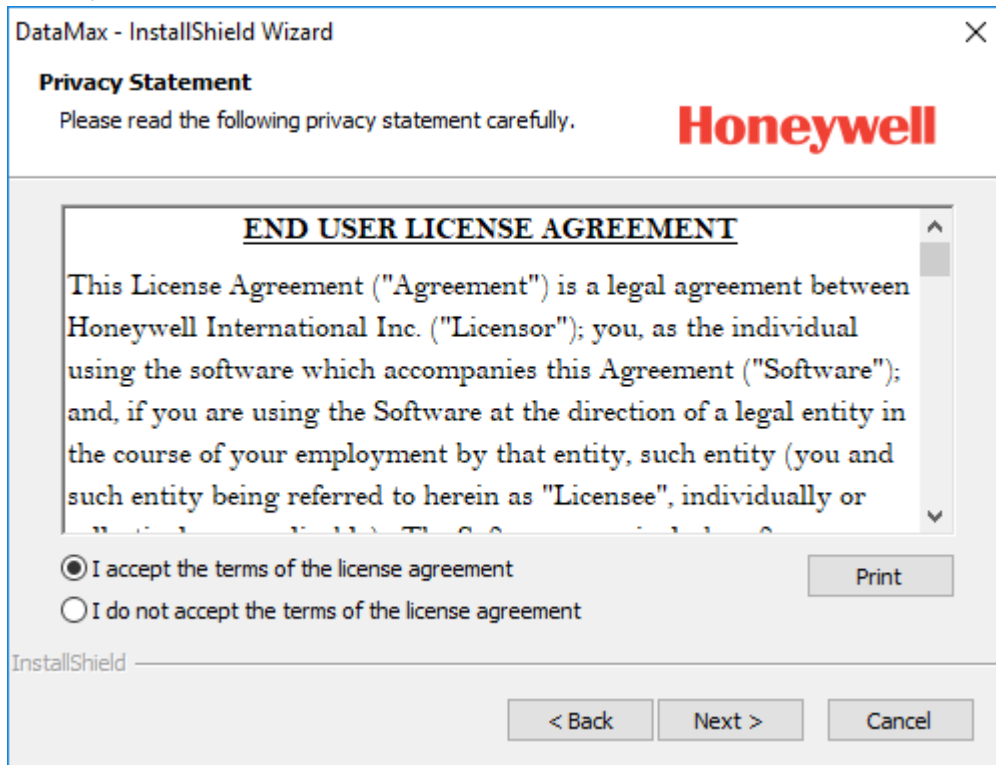 DataMax - InstallShield Wizard
Privacy Statement
Please read the following privacy statement carefully.
Honeywell
END USER LICENSE AGREEMENT
This License Agreement ("Agreement") is a legal agreement between
Honeywell International Inc. ("Licensor"); you, as the individual
using the software which accompanies this Agreement ("Software");
and, if you are using the Software at the direction of a legal entity in
the course of your employment by that entity, such entity (you and
such entity being referred to herein as "Licensee", individually or
I accept the terms of the license agreement
Print
I do not accept the terms of the license agreement
InstallShield
< Back
Next >
Cancel